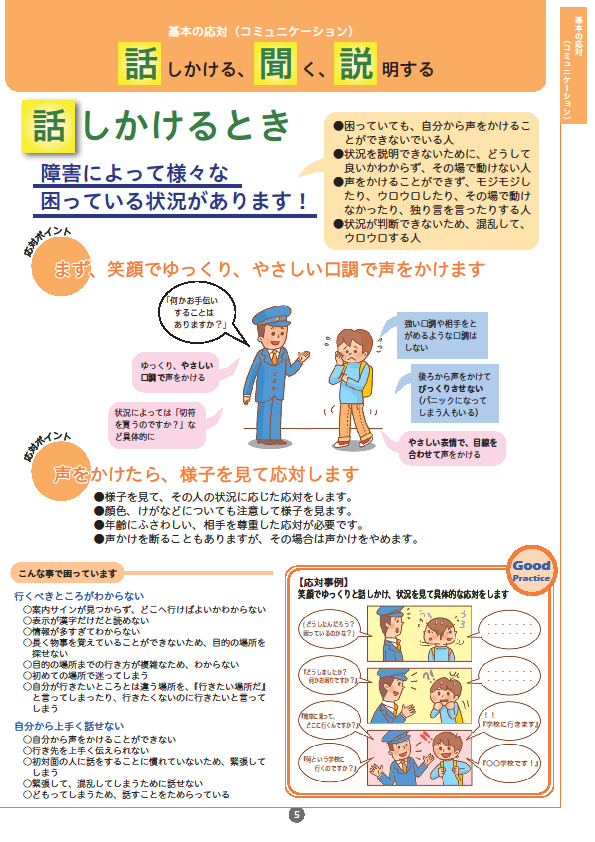 基本の応対（コミュニケーション）
話しかける、聞く、説明する
基本の応対
（コミュニケーション）
話しかけるとき
障害によって様々な
困っている状況があります！
●困っていても、自分から声をかけるこ
とができないでいる人
●状況を説明できないために、どうして
良いかわからず、その場で動けない人
●声をかけることができず、モジモジし
たり、ウロウロしたり、その場で動け
なかったり、独り言を言ったりする人
●状況が判断できないため、混乱して、
ウロウロする人
応対ポイント
まず、笑顔でゆっくり、やさしい口調で声をかけます
「何かお手伝い
することは
ありますか？」
ゆっくり、やさしい
口調で声をかける
状況によっては「切符
を買うのですか？」な
ど具体的に
強い口調や相手をと
がめるような口調は
しない
後ろから声をかけて
びっくりさせない
（パニックになって
しまう人もいる）
やさしい表情で、目線を
合わせて声をかける
応対ポイント
声をかけたら、様子を見て応対します
●様子を見て、その人の状況に応じた応対をします。
●顔色、けがなどについても注意して様子を見ます。
●年齢にふさわしい、相手を尊重した応対が必要です。
●声かけを断ることもありますが、その場合は声かけをやめます。
こんな事で困っています
行くべきところがわからない
○案内サインが見つからず、どこへ行けばよいかわからない
○表示が漢字だけだと読めない
○情報が多すぎてわからない
○長く物事を覚えていることができないため、目的の場所を
探せない
○目的の場所までの行き方が複雑なため、わからない
○初めての場所で迷ってしまう
○自分が行きたいところとは違う場所を、『行きたい場所だ』
と言ってしまったり、行きたくないのに行きたいと言って
しまう
自分から上手く話せない
○自分から声をかけることができない
○行き先を上手く伝えられない
○初対面の人に話をすることに慣れていないため、緊張して
しまう
○緊張して、混乱してしまうために話せない
○どもってしまうため、話すことをためらっている
Good
Practice
【応対事例】
笑顔でゆっくりと話しかけ、状況を見て具体的な応対をします
（どうしたんだろう？
困っているのかな？）
・・・・・・・
・・・・・・・
『どうしましたか？
何かお困りですか？』
・・・・・・・
・・・・・・・
『電車に乗って、
どこに行くんですか？』
！！
『学校に行きます』
『何という学校に
行くのですか？』
『〇〇学校です！』
5